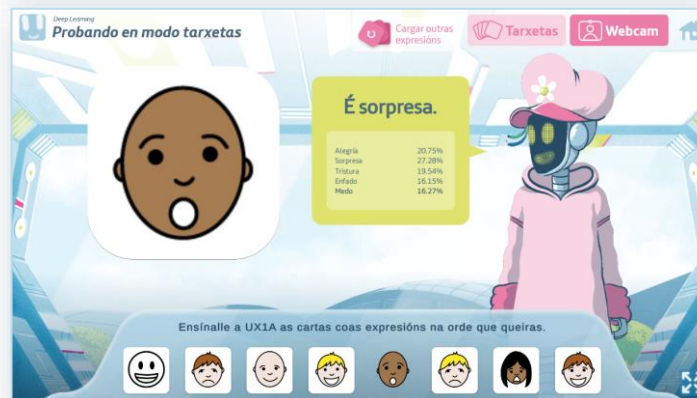 Deep Learning
Probando en modo tarxetas
Cargar outras
expresións
Tarxetas
Webcam
É sorpresa.
Alegría 20.75%
Sorpresa 27.28%
Tristura 19.54%
Enfado 16.15%
Medo 16.27%
Ensínalle a UX1A as cartas coas expresións na orde que queiras.